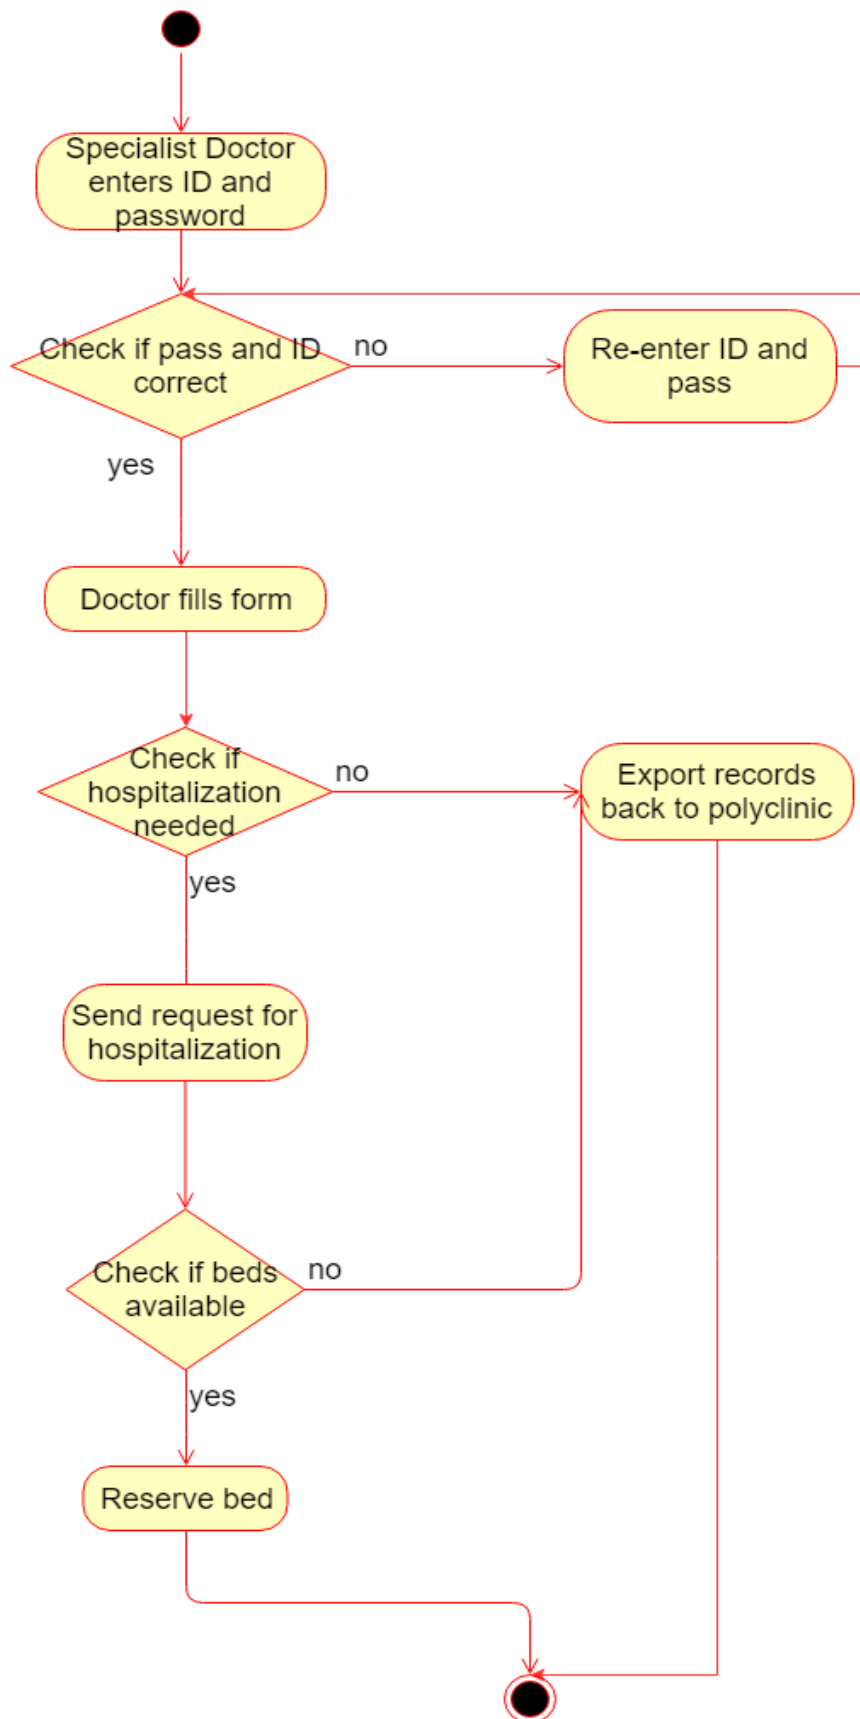 Specialist Doctor
enters ID and
password
Check if pass and ID
correct
no
Re-enter ID and
pass
yes
Doctor fills form
Check if
hospitalization
needed
no
Export records
back to polyclinic
yes
Send request for
hospitalization
Check if beds
available
no
yes
Reserve bed